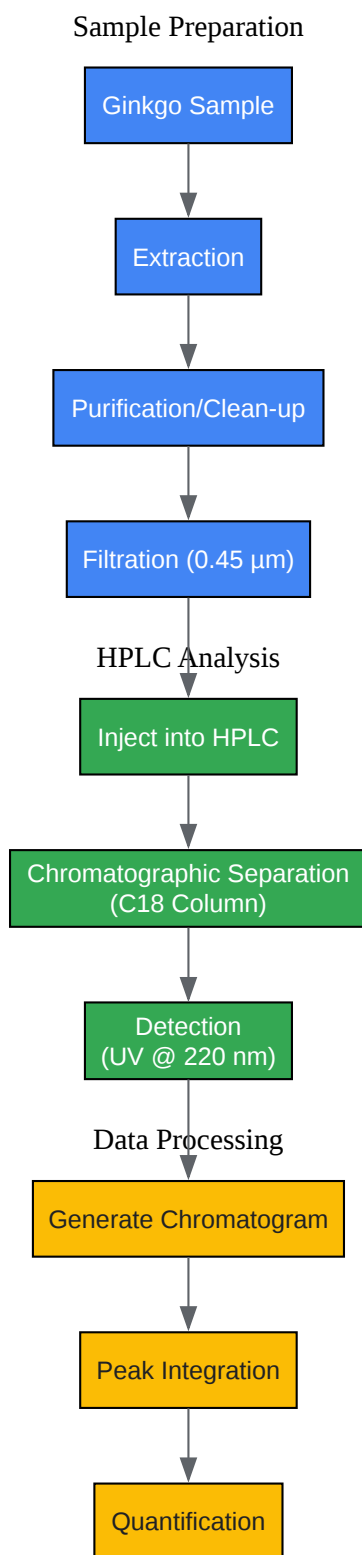 Sample Preparation
Ginkgo Sample
Extraction
Purification/Clean-up
Filtration (0.45 µm)
HPLC Analysis
Inject into HPLC
Chromatographic Separation
(C18 Column)
Detection
(UV @ 220 nm)
Data Processing
Generate Chromatogram
Peak Integration
Quantification